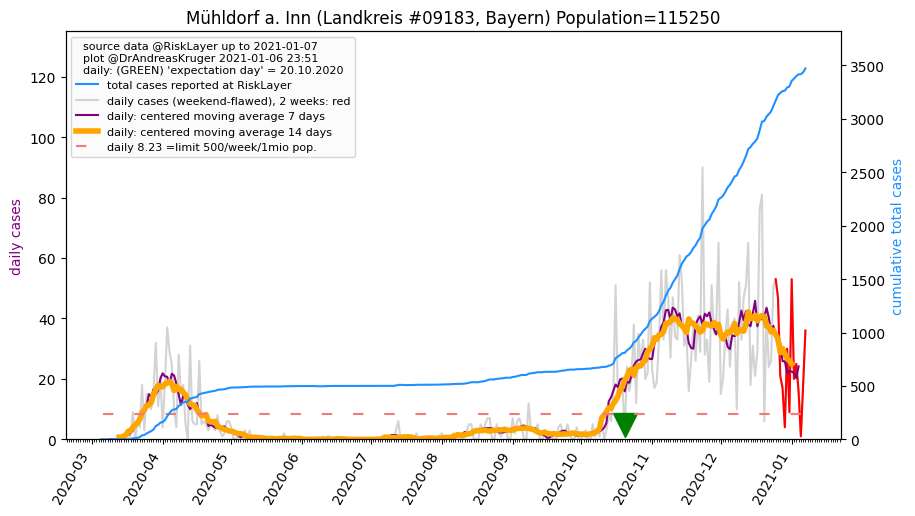 Mühldorf a. Inn (Landkreis #09183, Bayern) Population=115250
source data @RiskLayer up to 2021-01-07
plot @DrAndreasKruger 2021-01-06 23:51
daily: (GREEN) 'expectation day' = 20.10.2020
total cases reported at RiskLayer
daily cases (weekend-flawed), 2 weeks: red
daily: centered moving average 7 days
daily: centered moving average 14 days
daily 8.23 =limit 500/week/1mio pop.
daily cases
120
100
80
60
40
20
0
cumulative total cases
3500
3000
2500
2000
1500
1000
500
0
2020-03
2020-04
2020-05
2020-06
2020-07
2020-08
2020-09
2020-10
2020-11
2020-12
2021-01